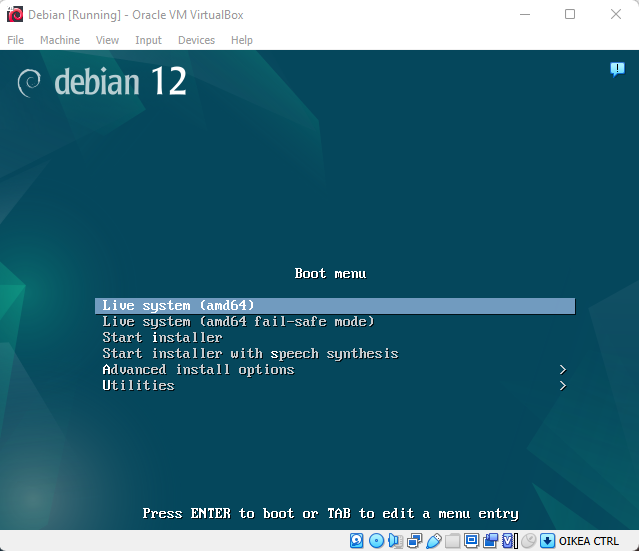 Debian [Running] - Oracle VM VirtualBox
File Machine View Input Devices Help
debian 12
Boot menu
Live system (amd64)
Live system (amd64 fail-safe mode)
Start installer
Start installer with speech synthesis
Advanced install options >
Utilities >
Press ENTER to boot or TAB to edit a menu entry
OIKEA CTRL